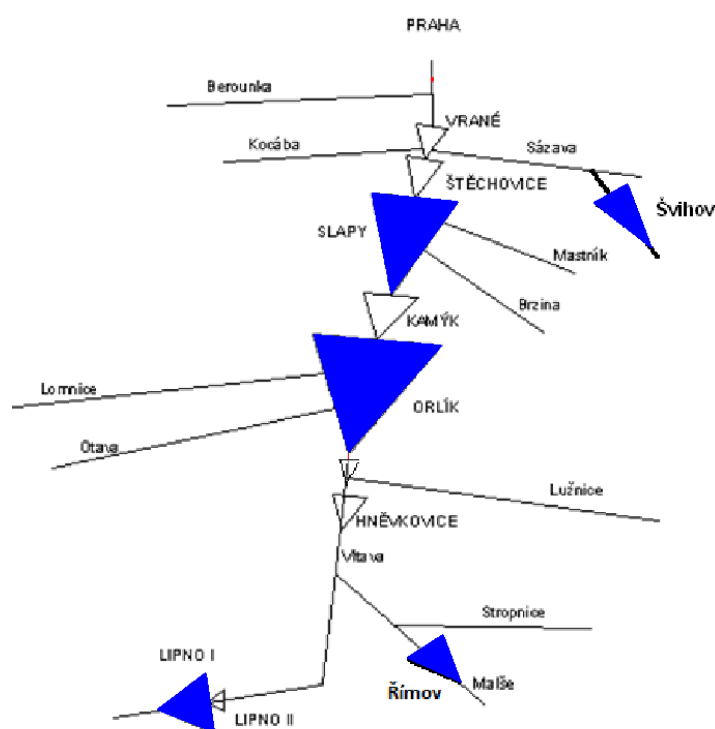 PRAHA
Berounka
VRANÉ
Kocába
Sázava
ŠTĚCHOVICE
Švihov
SLAPY
Mastník
Brzina
KAMÝK
Lomnice
ORLÍK
Otava
Lužnice
HNĚVKOVICE
Vltava
Stropnice
LIPNO I
Římov
Malše
LIPNO II